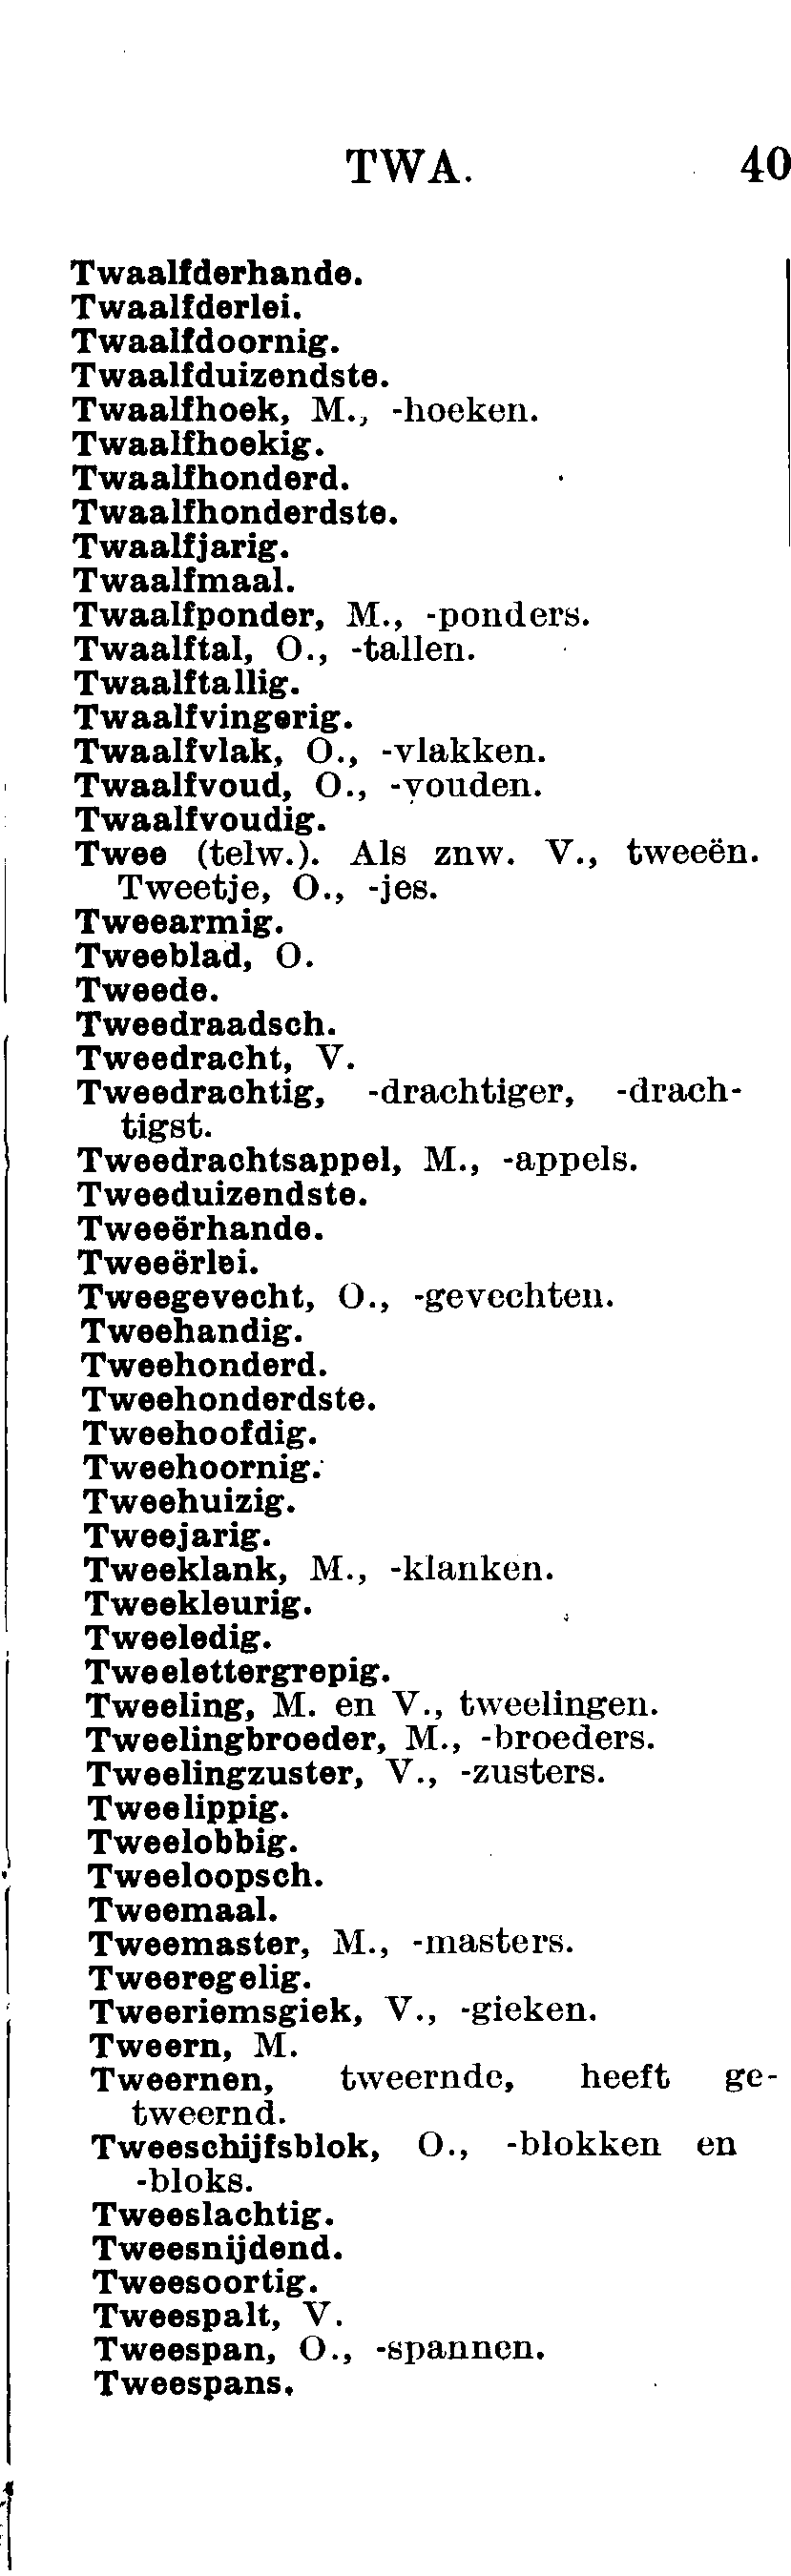 TWA. 40
Twaalfderhande.
Twaalfderlei.
Twaalfdoornig.
Twaalfduizendste.
Twaalfhoek, M., -hoeken.
Twaalfhoekig.
Twaalfhonderd.
Twaalfhonderdste.
Twaalfjarig.
Twaalfmaal.
Twaalfponder, M., -ponders.
Twaalftal, O., -tallen.
Twaalftallig.
Twaalfvingerig.
Twaalfvlak, O., -vlakken.
Twaalfvoud, O., -vouden.
Twaalfvoudig.
Twee (telw.). Als znw. V., tweeën.
Tweetje, O., -jes.
Tweearmig.
Tweeblad, O.
Tweede.
Tweedraadsch.
Tweedracht, V.
Tweedrachtig, -drachtiger, -drach-
tigst.
Tweedrachtsappel, M., -appels.
Tweeduizendste.
Tweeërhande.
Tweeërlei.
Tweegevecht, O., -gevechten.
Tweehandig.
Tweehonderd.
Tweehonderdste.
Tweehoofdig.
Tweehoornig.
Tweehuizig.
Tweejarig.
Tweeklank, M., -klanken.
Tweekleurig.
Tweeledig.
Tweelettergrepig.
Tweeling, M. en V., tweelingen.
Tweelingbroeder, M., -broeders.
Tweelingzuster, V., -zusters.
Tweelippig.
Tweelobbig.
Tweeloopsch.
Tweemaal.
Tweemaster, M., -masters.
Tweeregelig.
Tweeriemsgiek, V., -gieken.
Tweern, M.
Tweernen, tweernde, heeft ge-
tweernd.
Tweeschijfsblok, O., -blokken en
-bloks.
Tweeslachtig.
Tweesnijdend.
Tweesoortig.
Tweespalt, V.
Tweespan, O., -spannen.
Tweespans.